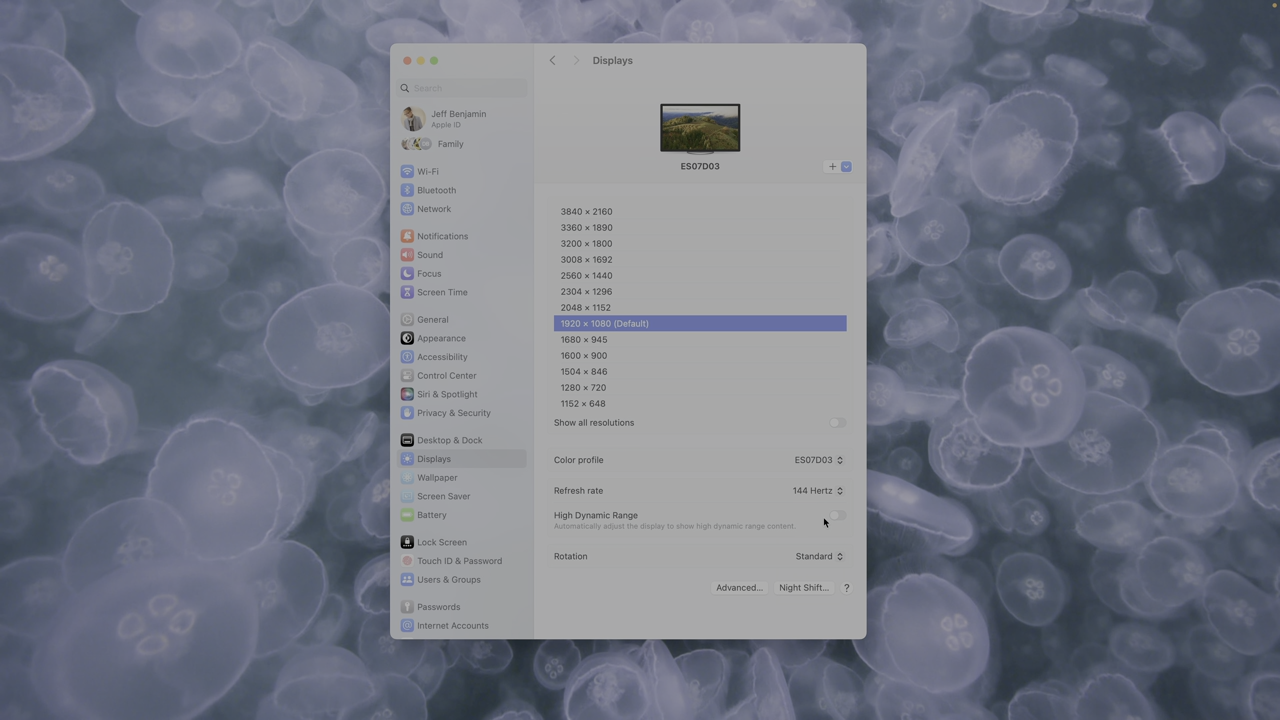 Displays
Search
Jeff Benjamin
Apple ID
Family
Wi-Fi
Bluetooth
Network
Notifications
Sound
Focus
Screen Time
General
Appearance
Accessibility
Control Center
Siri & Spotlight
Privacy & Security
Desktop & Dock
Displays
Wallpaper
Screen Saver
Battery
Lock Screen
Touch ID & Password
Users & Groups
Passwords
Internet Accounts
ES07D03
+
3840 × 2160
3360 × 1890
3200 × 1800
3008 × 1692
2560 × 1440
2304 × 1296
2048 × 1152
1920 × 1080 (Default)
1680 × 945
1600 × 900
1504 × 846
1280 × 720
1152 × 648
Show all resolutions
Color profile ES07D03
Refresh rate 144 Hertz
High Dynamic Range
Automatically adjust the display to show high dynamic range content.
Rotation Standard
Advanced... Night Shift... ?